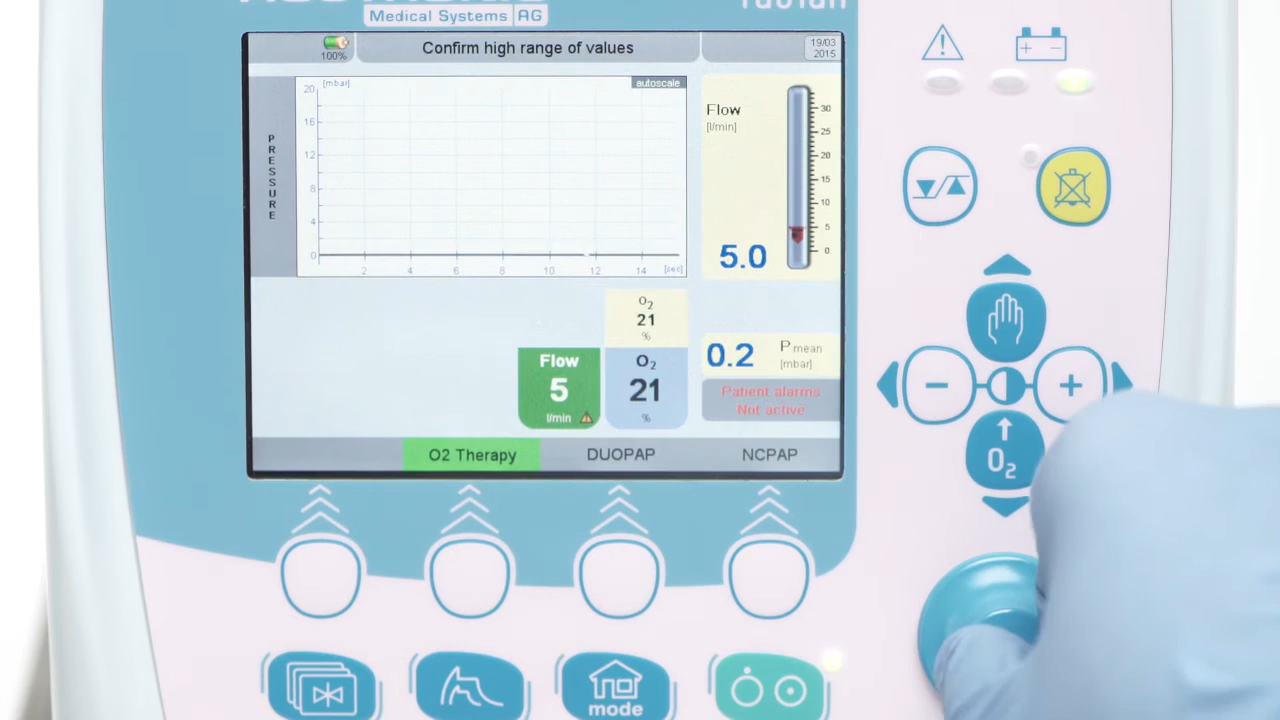 Medical Systems AG
fabian
100%
Confirm high range of values
19/03
2015
[mbar]
autoscale
PRESSURE
20
16
12
8
4
0
2 4 6 8 10 12 14 [sec]
Flow
[l/min]
30
25
20
15
10
5
0
5.0
O2
21
%
Flow
5
l/min
O2
21
%
0.2
P mean
[mbar]
Patient alarms
Not active
O2 Therapy
DUOPAP
NCPAP
O2
mode